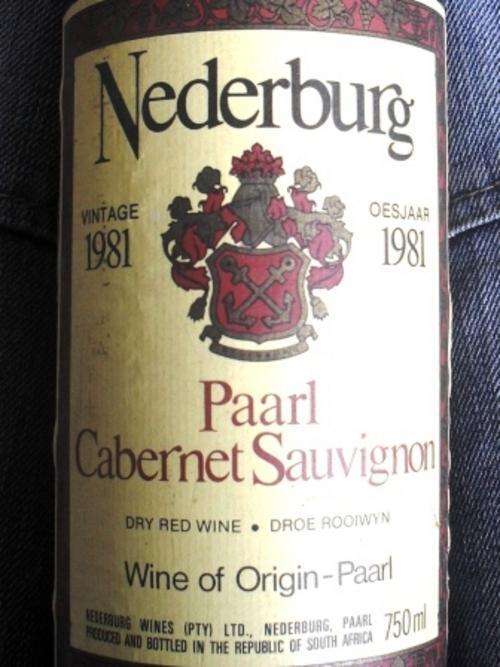 Nederburg
VINTAGE OESJAAR
1981 1981
Paarl
Cabernet Sauvignon
DRY RED WINE • DROE ROOIWYN
Wine of Origin-Paarl
NEDERBURG WINES (PTY) LTD., NEDERBURG, PAARL
PRODUCED AND BOTTLED IN THE REPUBLIC OF SOUTH AFRICA 750ml